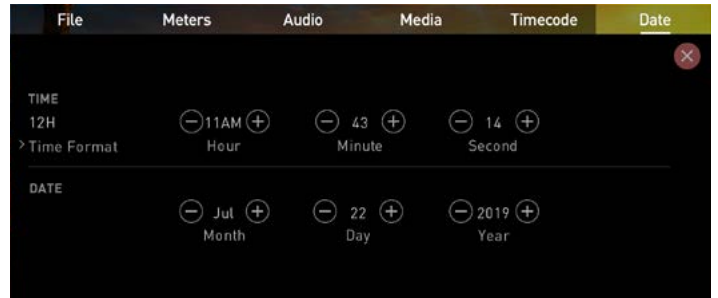 File Meters Audio Media Timecode Date
TIME
12H 11AM 43 14
Time Format Hour Minute Second
DATE
Jul 22 2019
Month Day Year